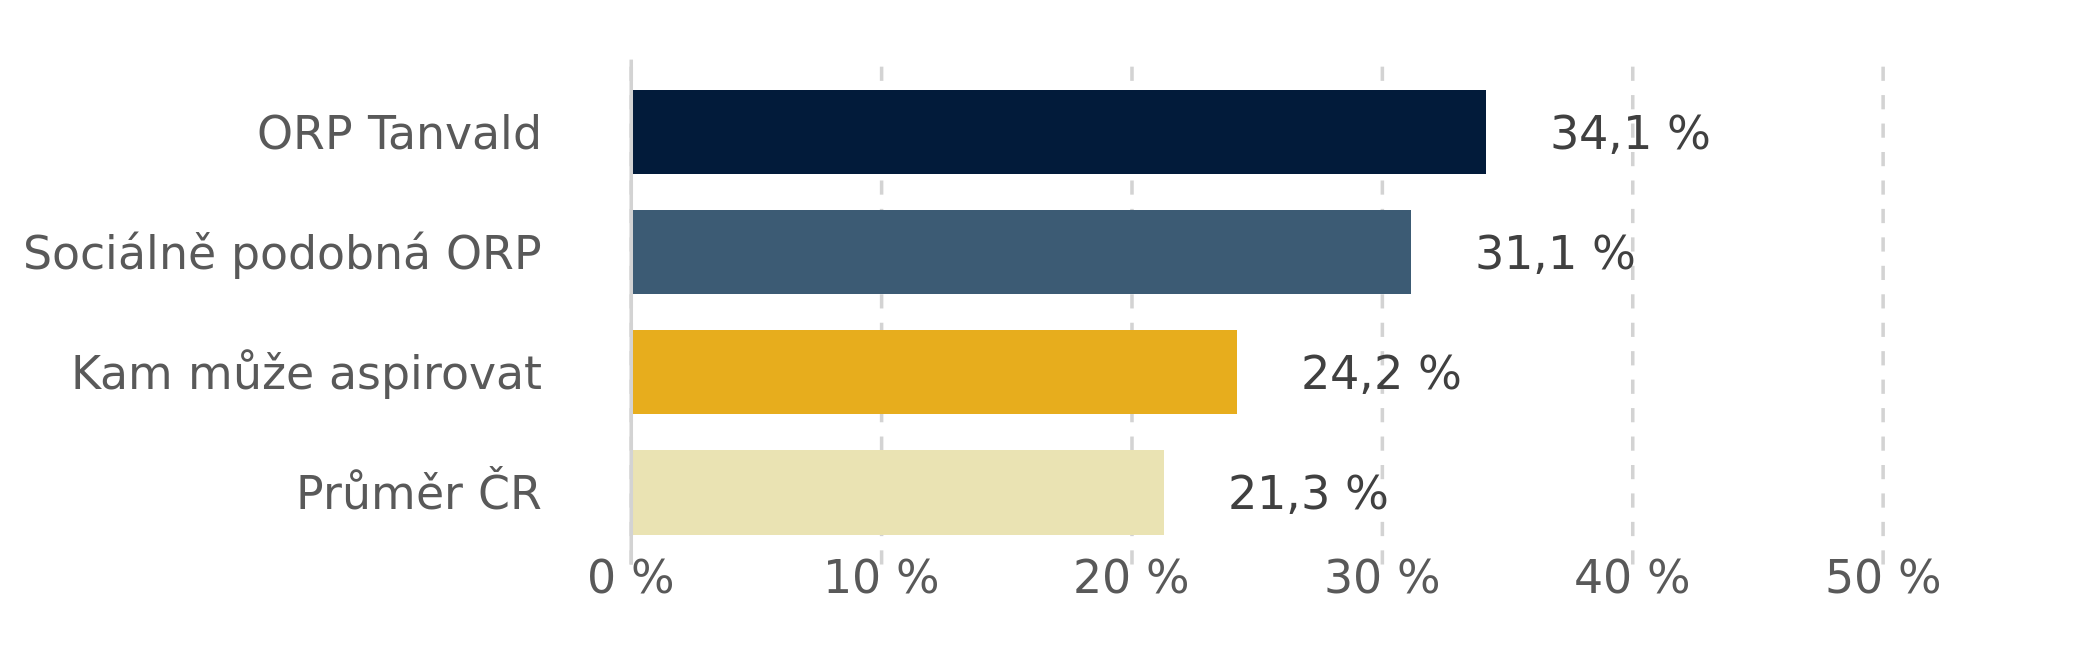 ORP Tanvald 34,1 %
Sociálně podobná ORP 31,1 %
Kam může aspirovat 24,2 %
Průměr ČR 21,3 %
0 % 10 % 20 % 30 % 40 % 50 %